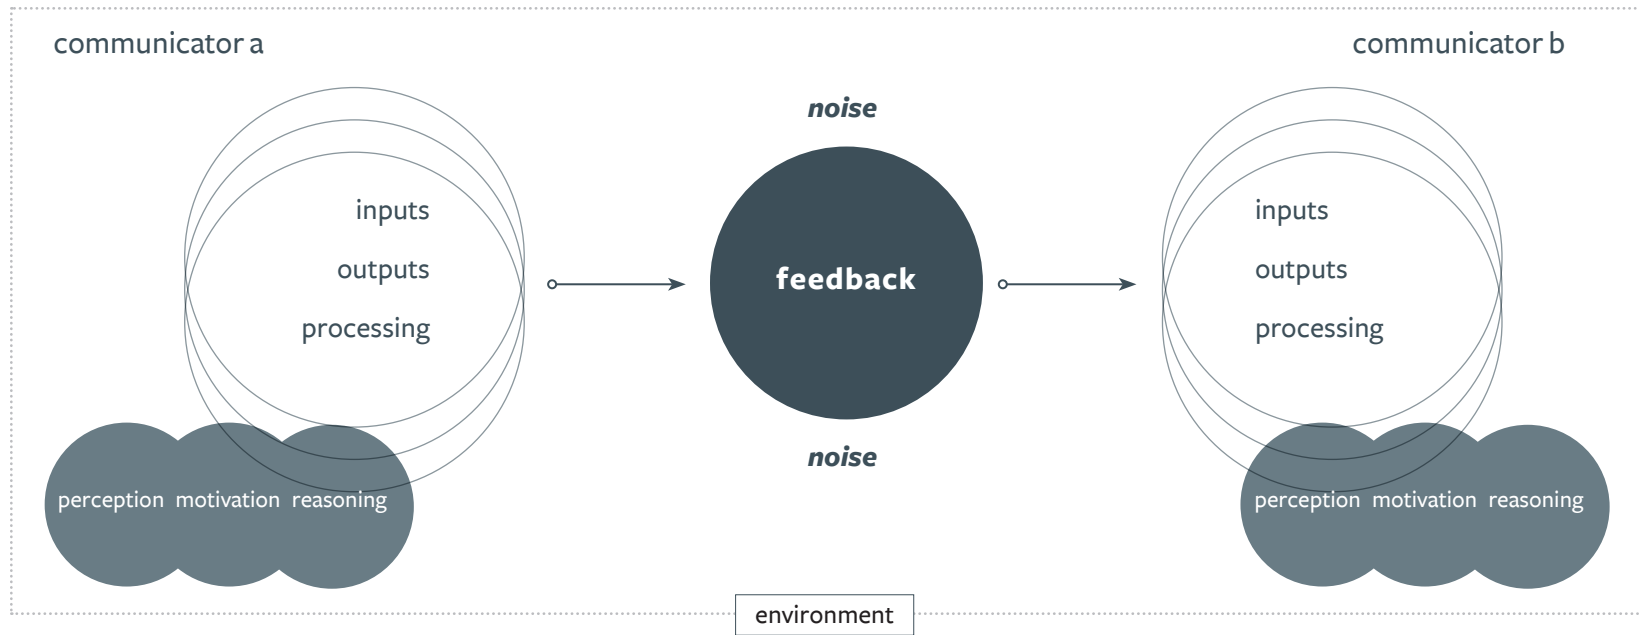 communicator a
communicator b
noise
inputs
outputs
processing
feedback
inputs
outputs
processing
noise
perception motivation reasoning
perception motivation reasoning
environment